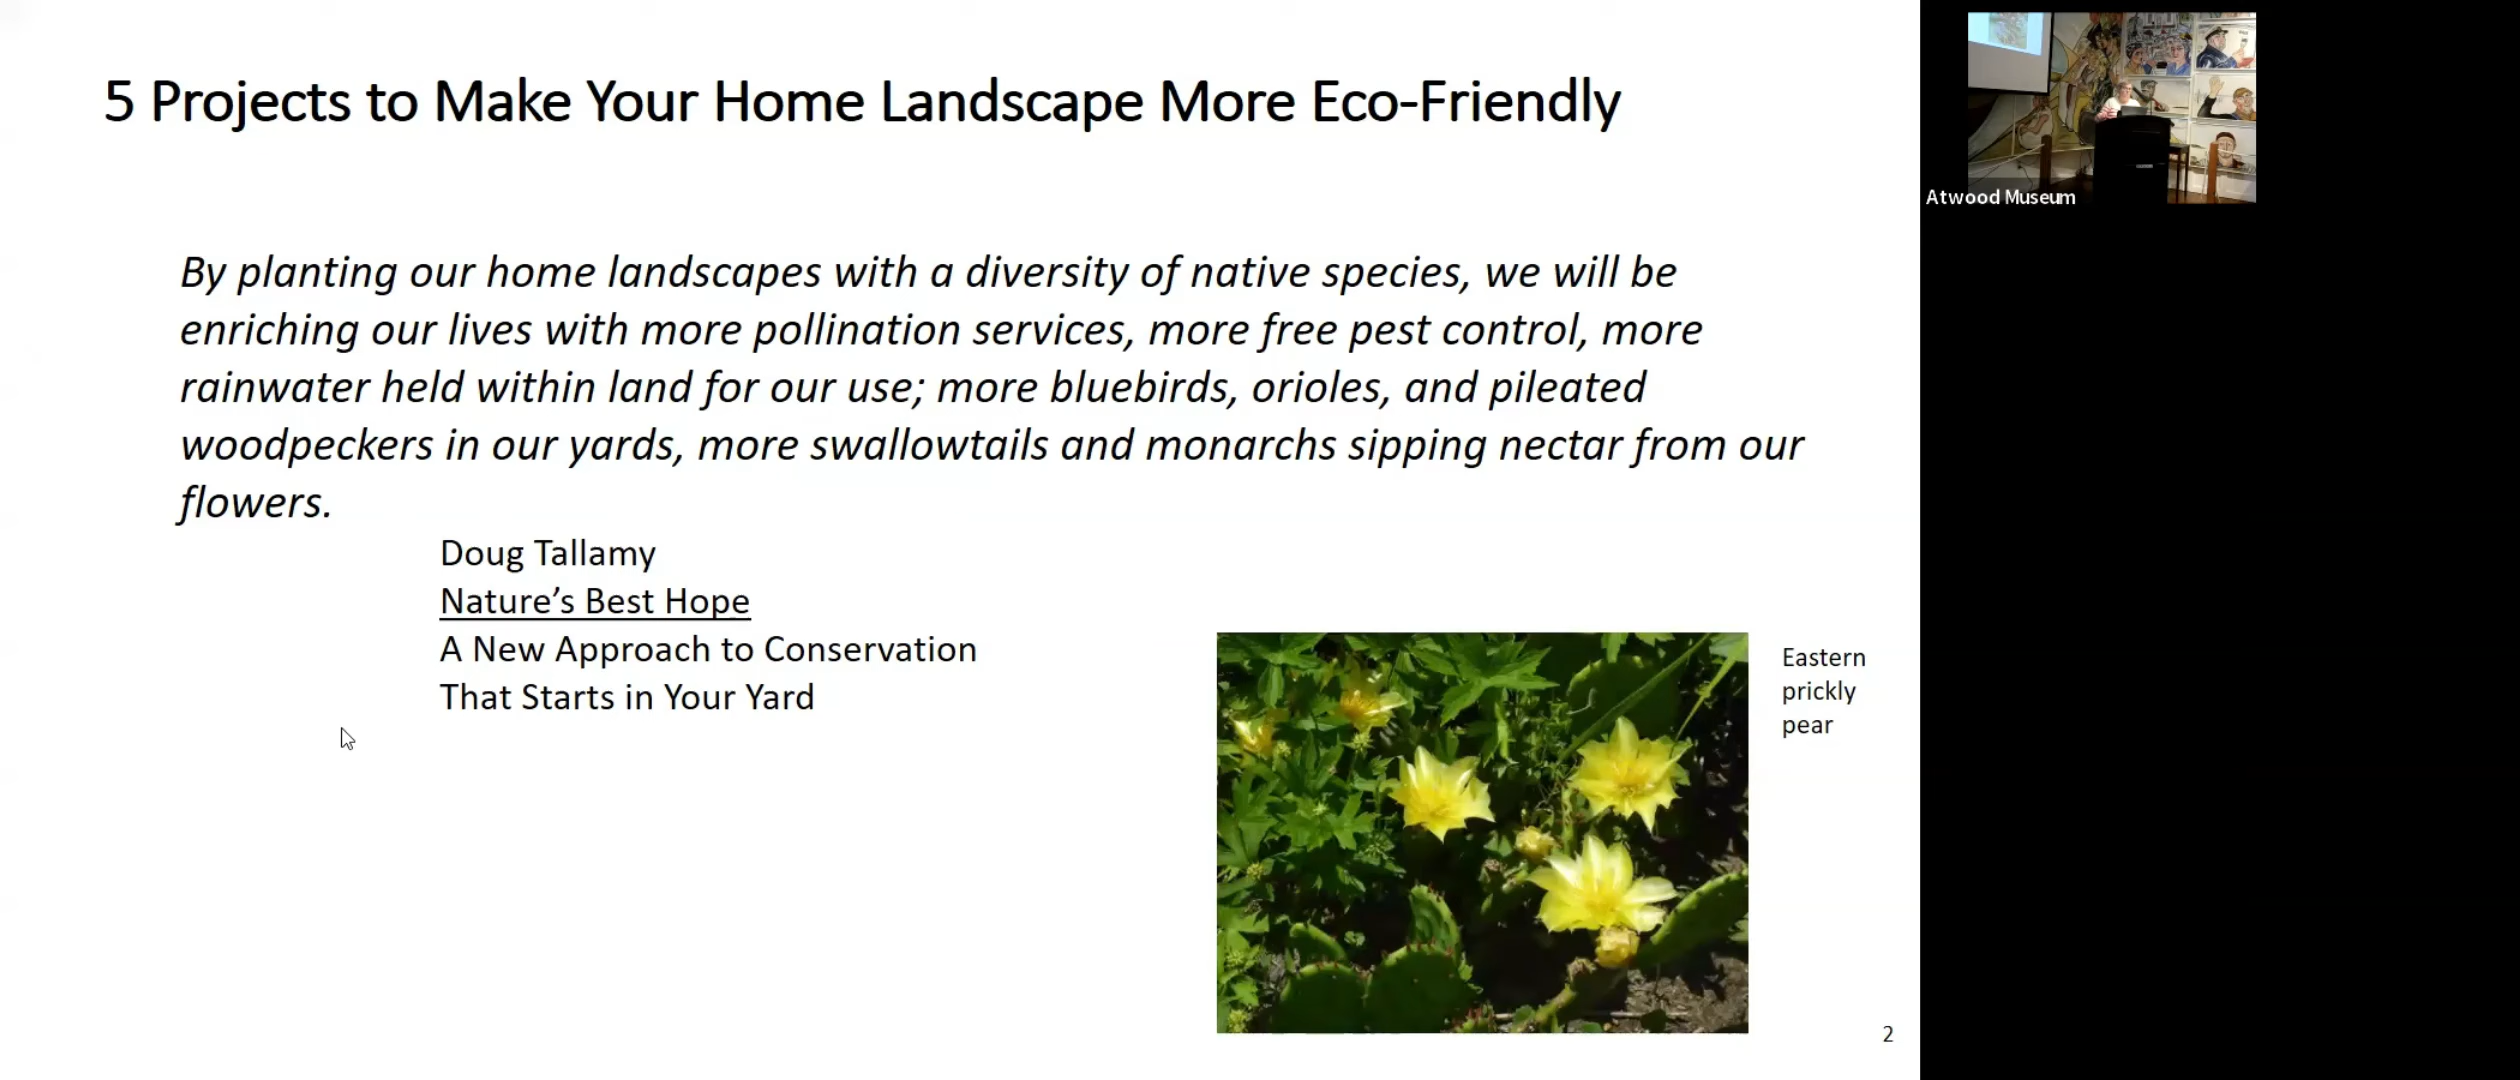 5 Projects to Make Your Home Landscape More Eco-Friendly
By planting our home landscapes with a diversity of native species, we will be
enriching our lives with more pollination services, more free pest control, more
rainwater held within land for our use; more bluebirds, orioles, and pileated
woodpeckers in our yards, more swallowtails and monarchs sipping nectar from our
flowers.
Doug Tallamy
Nature's Best Hope
A New Approach to Conservation
That Starts in Your Yard
Eastern
prickly
pear
2
Atwood Museum